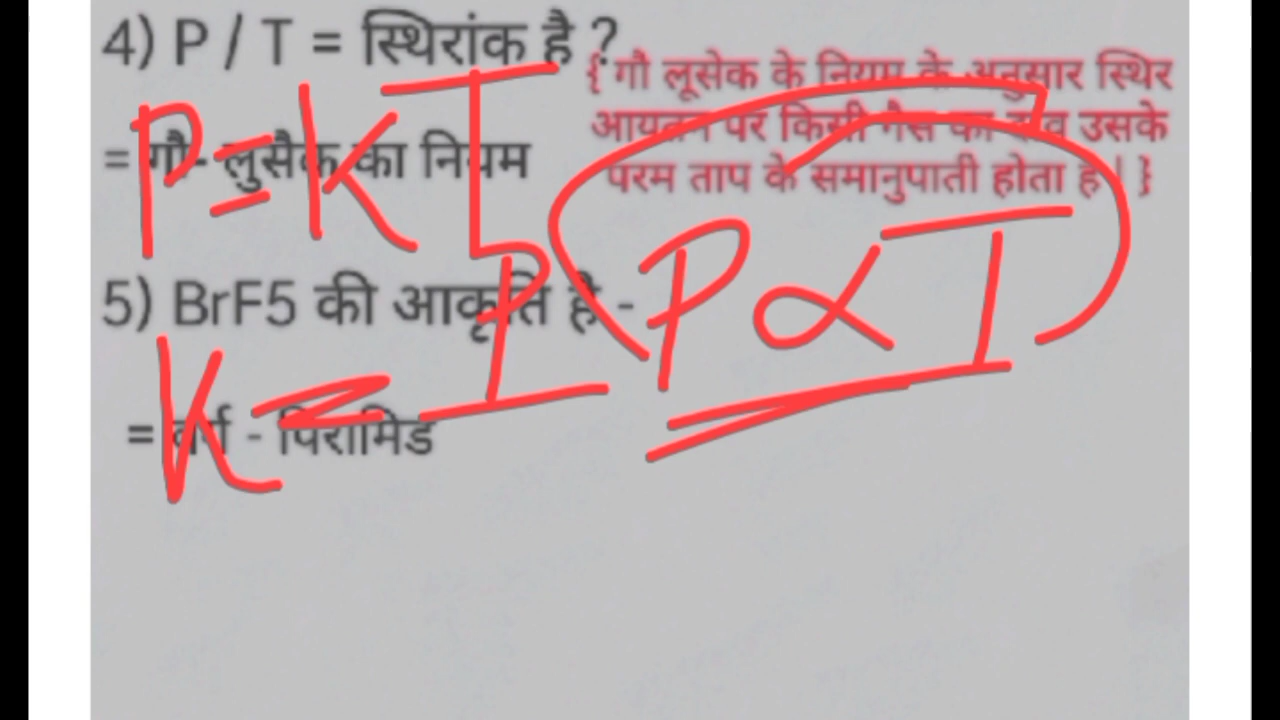 4) P / T = स्थिरांक है ?
{ गौ लूसेक के नियम के अनुसार स्थिर
आयतन पर किसी गैस का दाब उसके
परम ताप के समानुपाती होता है | }
= गौ- लुसैक का नियम
P = KT
P ∝ T
5) BrF5 की आकृति है -
K = P
= वर्ग - पिरामिड